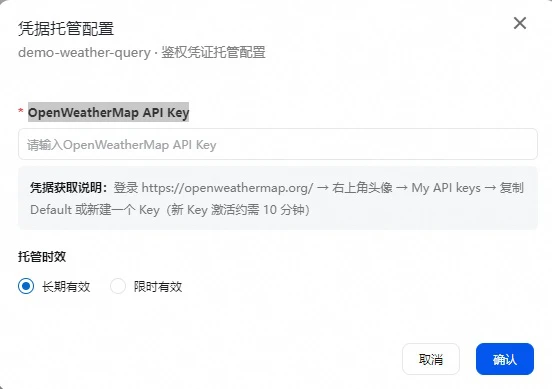 凭据托管配置
demo-weather-query · 鉴权凭证托管配置
* OpenWeatherMap API Key
请输入OpenWeatherMap API Key
凭据获取说明：登录 https://openweathermap.org/ → 右上角头像 → My API keys → 复制
Default 或新建一个 Key（新 Key 激活约需 10 分钟）
托管时效
长期有效 限时有效
取消 确认